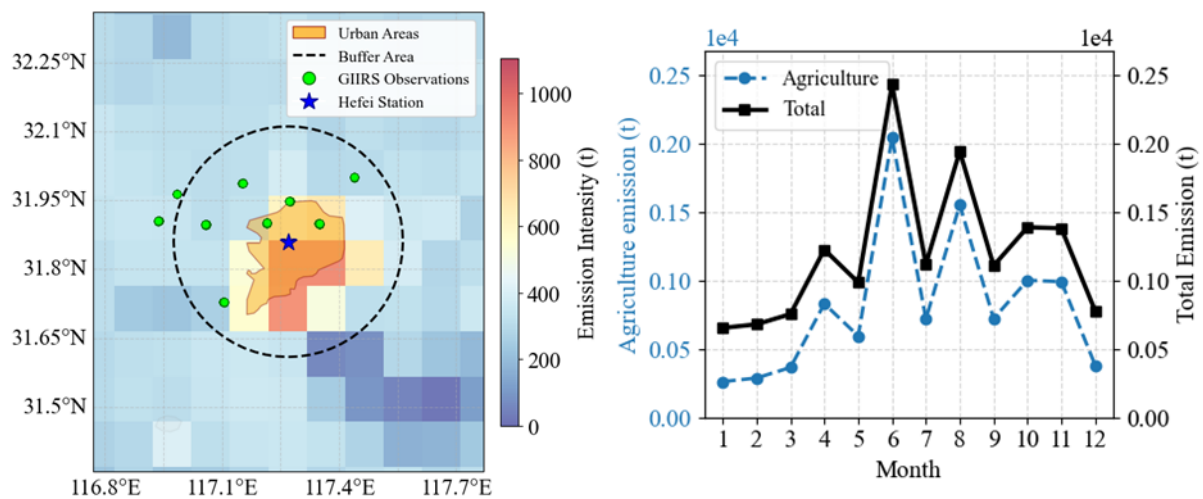 32.25°N
32.1°N
31.95°N
31.8°N
31.65°N
31.5°N
116.8°E 117.1°E 117.4°E 117.7°E
Urban Areas
Buffer Area
GIIRS Observations
Hefei Station
1000
800
600
400
200
0
Emission Intensity (t)
1e4
1e4
Agriculture
Total
Agriculture emission (t)
0.25
0.20
0.15
0.10
0.05
0.00
0.25
0.20
0.15
0.10
0.05
0.00
Total Emission (t)
1 2 3 4 5 6 7 8 9 10 11 12
Month